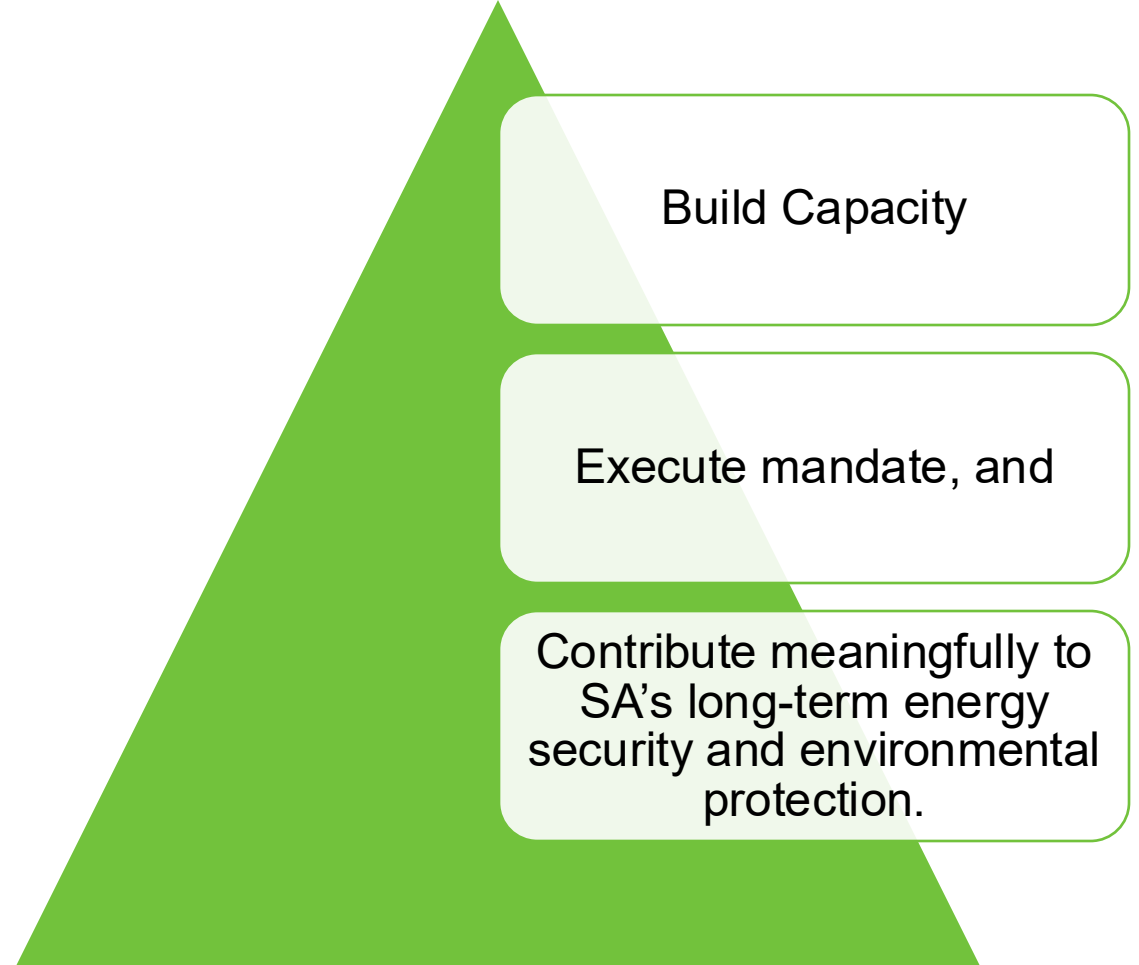 Build Capacity
Execute mandate, and
Contribute meaningfully to
SA’s long-term energy
security and environmental
protection.